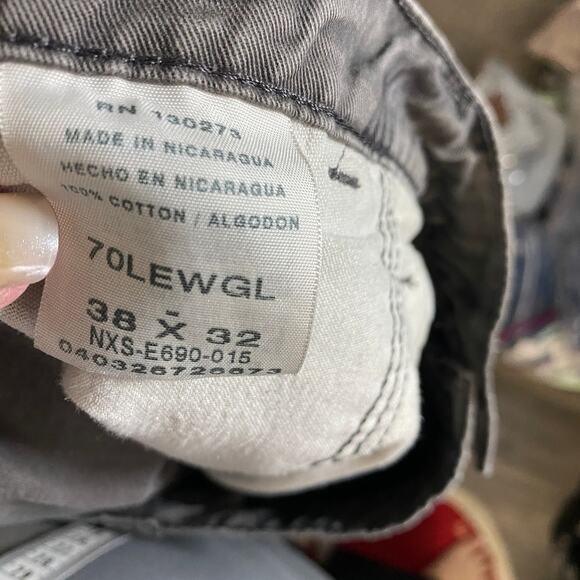 RN 130273
MADE IN NICARAGUA
HECHO EN NICARAGUA
100% COTTON / ALGODON
70LEWGL
-
38 X 32
NXS-E690-015